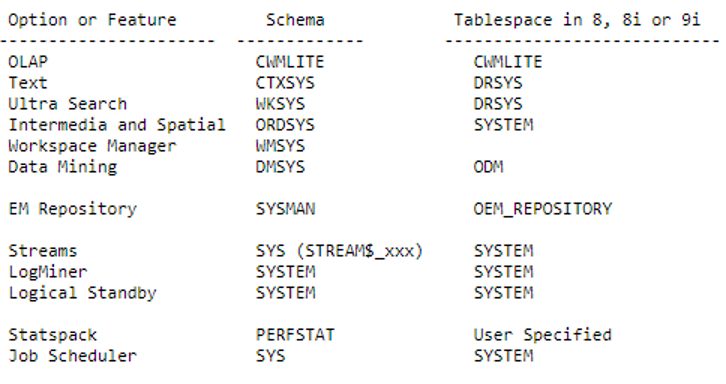 Option or Feature Schema Tablespace in 8, 8i or 9i
---------------------- ------------- ----------------------------
OLAP CWMLITE CWMLITE
Text CTXSYS DRSYS
Ultra Search WKSYS DRSYS
Intermedia and Spatial ORDSYS SYSTEM
Workspace Manager WMSYS
Data Mining DMSYS ODM
EM Repository SYSMAN OEM_REPOSITORY
Streams SYS (STREAM$_xxx) SYSTEM
LogMiner SYSTEM SYSTEM
Logical Standby SYSTEM SYSTEM
Statspack PERFSTAT User Specified
Job Scheduler SYS SYSTEM